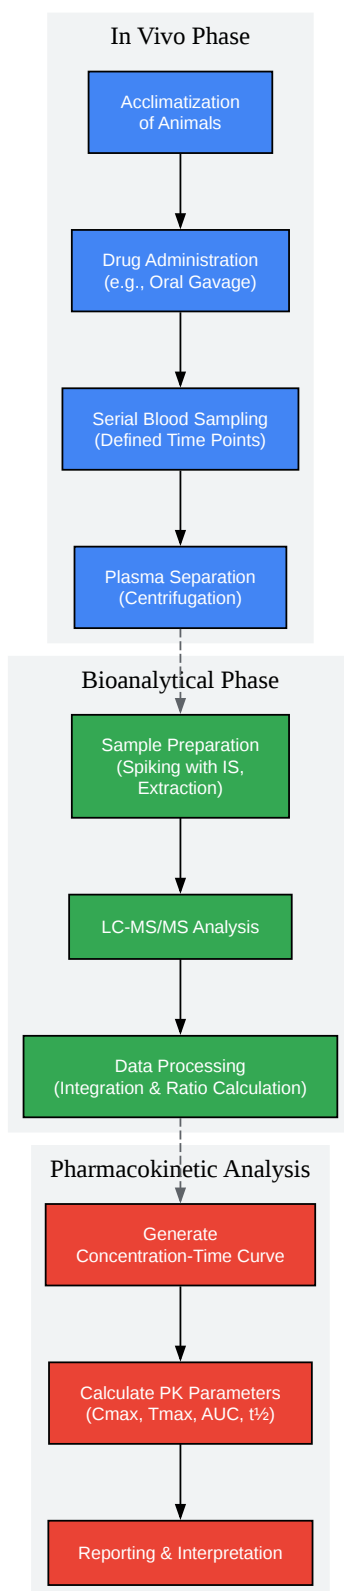 In Vivo Phase
Acclimatization
of Animals
Drug Administration
(e.g., Oral Gavage)
Serial Blood Sampling
(Defined Time Points)
Plasma Separation
(Centrifugation)
Bioanalytical Phase
Sample Preparation
(Spiking with IS,
Extraction)
LC-MS/MS Analysis
Data Processing
(Integration & Ratio Calculation)
Pharmacokinetic Analysis
Generate
Concentration-Time Curve
Calculate PK Parameters
(Cmax, Tmax, AUC, t½)
Reporting & Interpretation